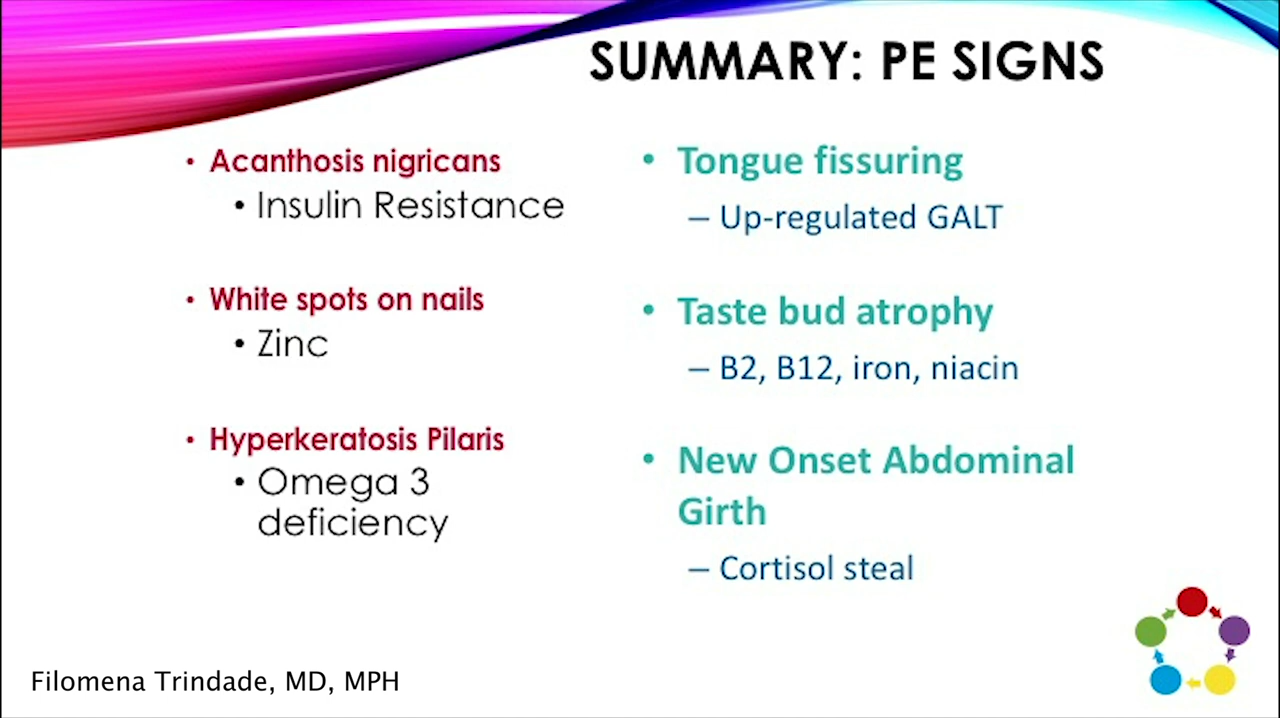 SUMMARY: PE SIGNS
• Acanthosis nigricans
• Insulin Resistance
• White spots on nails
• Zinc
• Hyperkeratosis Pilaris
• Omega 3
deficiency
• Tongue fissuring
– Up-regulated GALT
• Taste bud atrophy
– B2, B12, iron, niacin
• New Onset Abdominal
Girth
– Cortisol steal
Filomena Trindade, MD, MPH